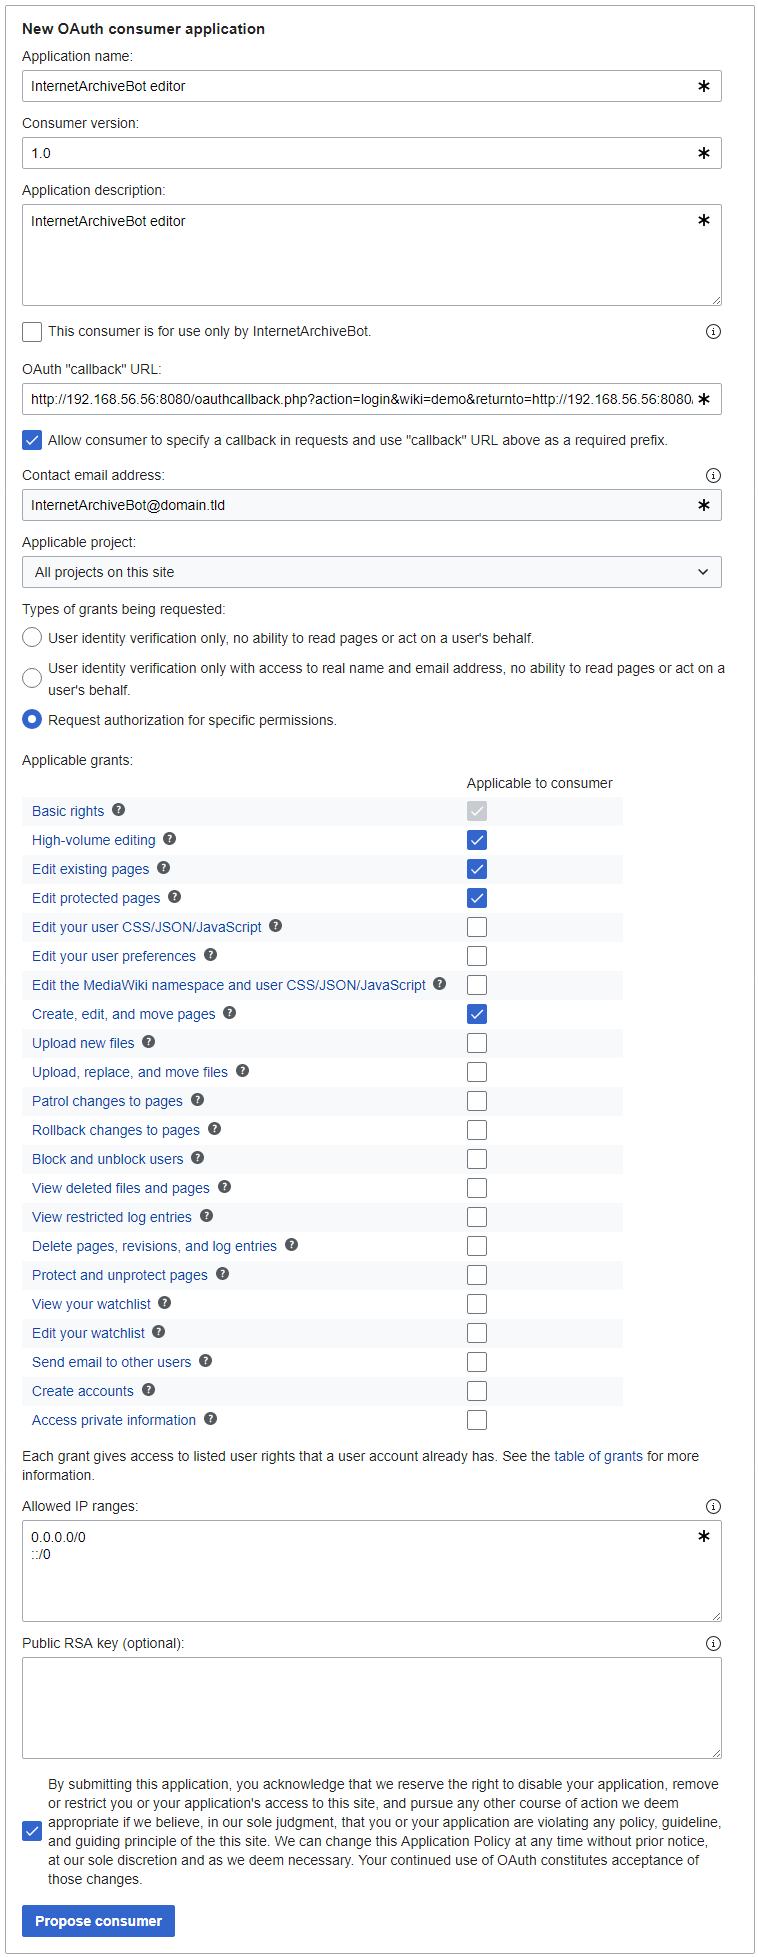 New OAuth consumer application
Application name:
InternetArchiveBot editor
Consumer version:
1.0
Application description:
InternetArchiveBot editor
This consumer is for use only by InternetArchiveBot.
OAuth "callback" URL:
http://192.168.56.56:8080/oauthcallback.php?action=login&wiki=demo&returnto=http://192.168.56.56:8080/
Allow consumer to specify a callback in requests and use "callback" URL above as a required prefix.
Contact email address:
InternetArchiveBot@domain.tld
Applicable project:
All projects on this site
Types of grants being requested:
User identity verification only, no ability to read pages or act on a user's behalf.
User identity verification only with access to real name and email address, no ability to read pages or act on a
user's behalf.
Request authorization for specific permissions.
Applicable grants:
Applicable to consumer
Basic rights
High-volume editing
Edit existing pages
Edit protected pages
Edit your user CSS/JSON/JavaScript
Edit your user preferences
Edit the MediaWiki namespace and user CSS/JSON/JavaScript
Create, edit, and move pages
Upload new files
Upload, replace, and move files
Patrol changes to pages
Rollback changes to pages
Block and unblock users
View deleted files and pages
View restricted log entries
Delete pages, revisions, and log entries
Protect and unprotect pages
View your watchlist
Edit your watchlist
Send email to other users
Create accounts
Access private information
Each grant gives access to listed user rights that a user account already has. See the table of grants for more
information.
Allowed IP ranges:
0.0.0.0/0
::/0
Public RSA key (optional):
By submitting this application, you acknowledge that we reserve the right to disable your application, remove
or restrict you or your application's access to this site, and pursue any other course of action we deem
appropriate if we believe, in our sole judgment, that you or your application are violating any policy, guideline,
and guiding principle of the this site. We can change this Application Policy at any time without prior notice,
at our sole discretion and as we deem necessary. Your continued use of OAuth constitutes acceptance of
those changes.
Propose consumer